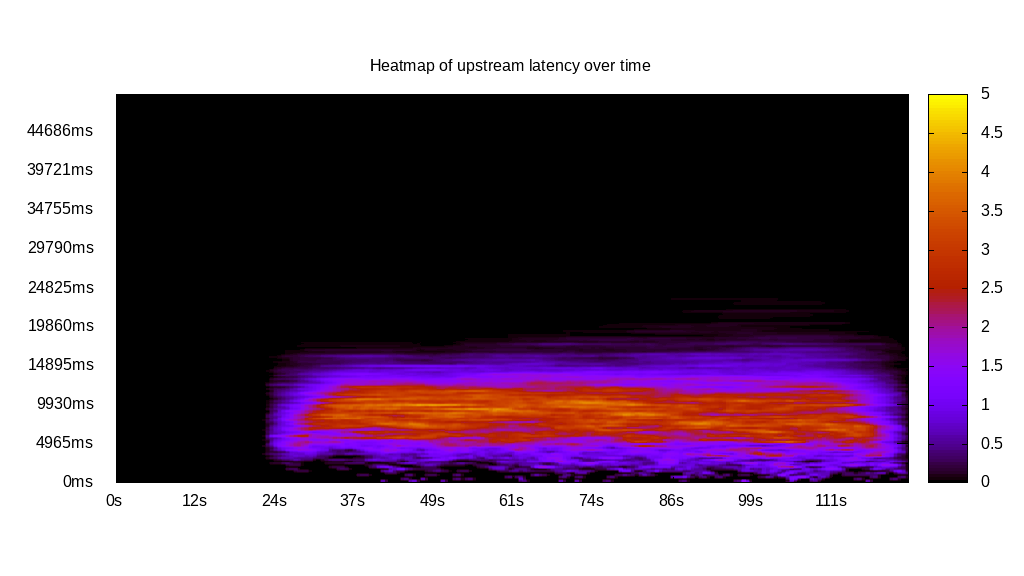 Heatmap of upstream latency over time
44686ms
39721ms
34755ms
29790ms
24825ms
19860ms
14895ms
9930ms
4965ms
0ms
0s 12s 24s 37s 49s 61s 74s 86s 99s 111s
5
4.5
4
3.5
3
2.5
2
1.5
1
0.5
0